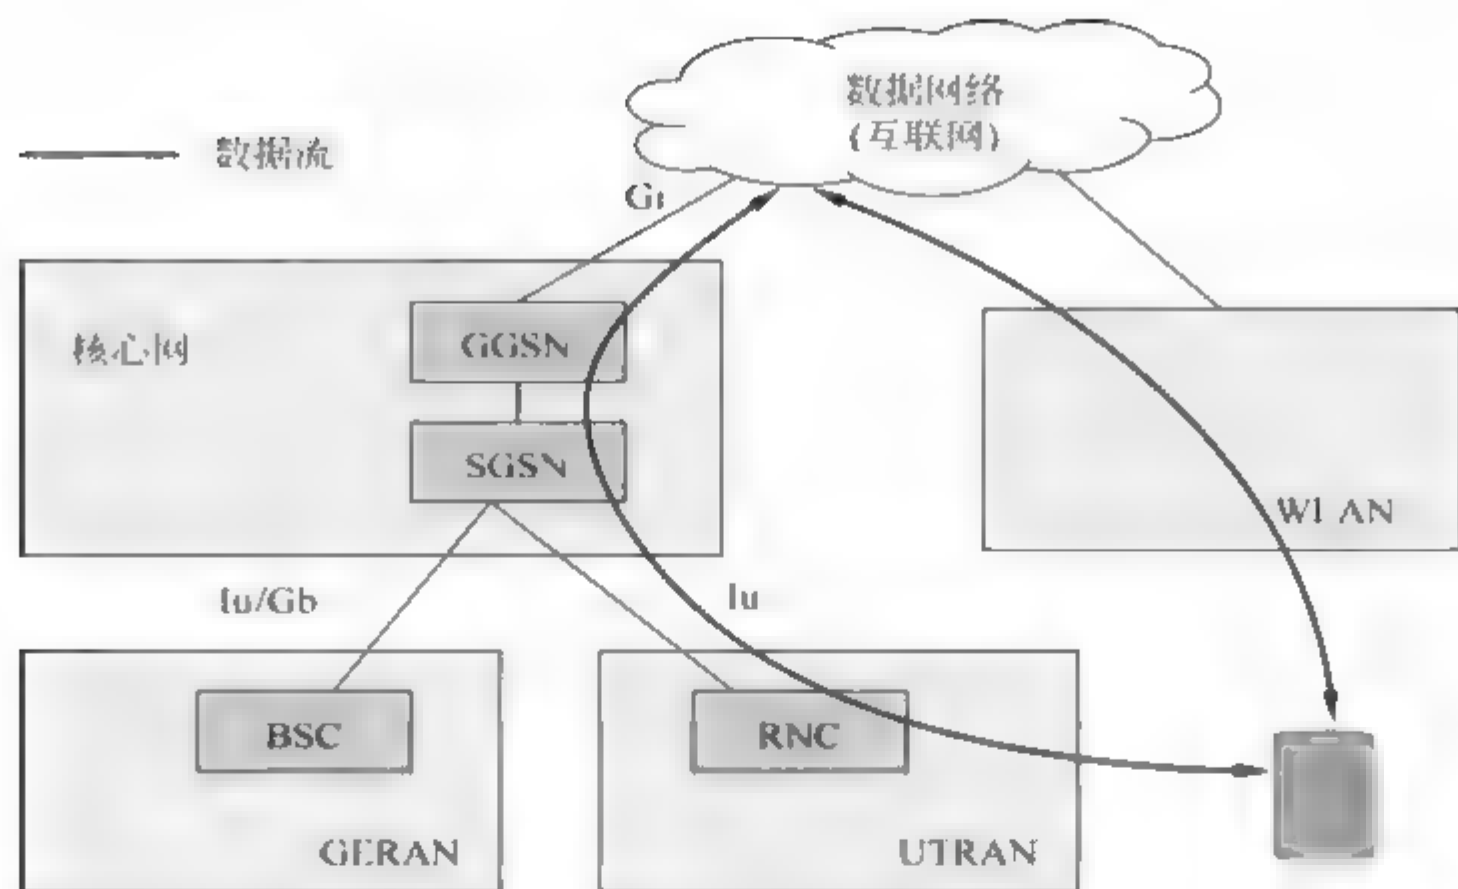 数据网络
(互联网)
数据流
Gi
核心网
GGSN
SGSN
WLAN
Iu/Gb
Iu
BSC
RNC
GERAN
UTRAN